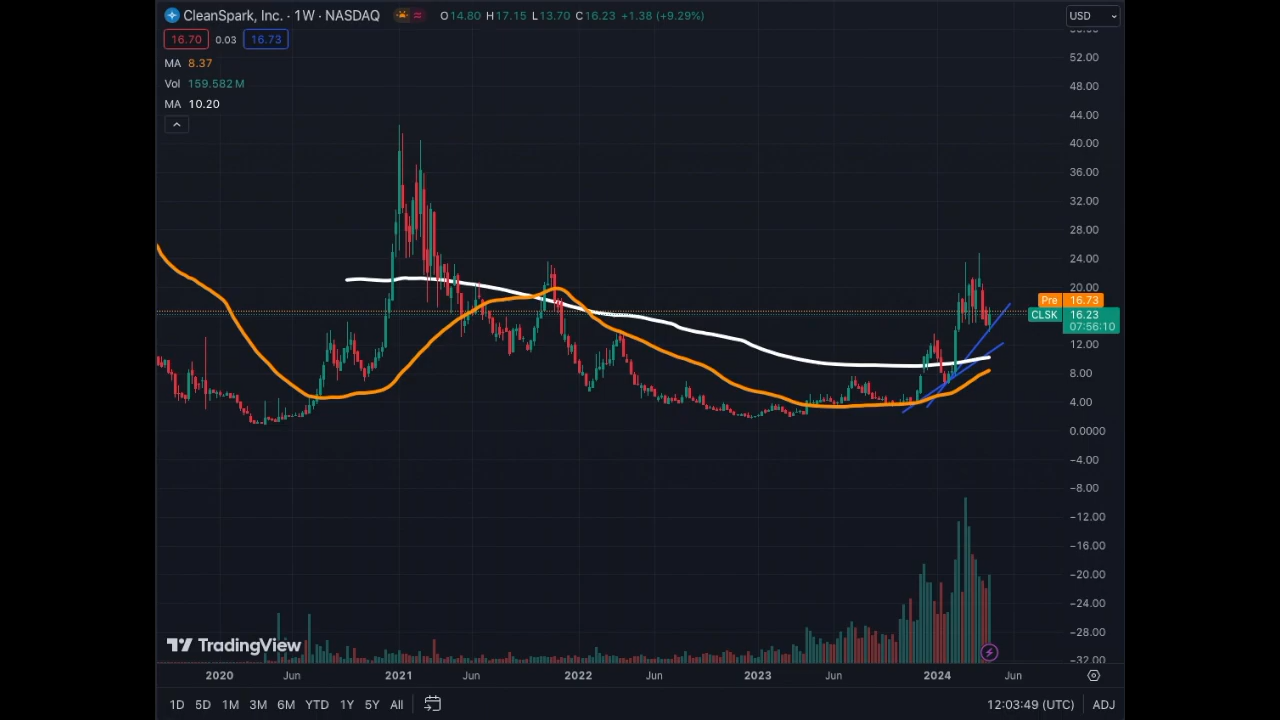 CleanSpark, Inc. · 1W · NASDAQ O14.80 H17.15 L13.70 C16.23 +1.38 (+9.29%) USD
16.70 0.03 16.73
MA 8.37
Vol 159.582 M
MA 10.20
52.00
48.00
44.00
40.00
36.00
32.00
28.00
24.00
20.00
Pre 16.73
CLSK 16.23
07:56:10
12.00
8.00
4.00
0.0000
−4.00
−8.00
−12.00
−16.00
−20.00
−24.00
−28.00
−32.00
TradingView
2020 Jun 2021 Jun 2022 Jun 2023 Jun 2024 Jun
1D 5D 1M 3M 6M YTD 1Y 5Y All 12:03:49 (UTC) ADJ